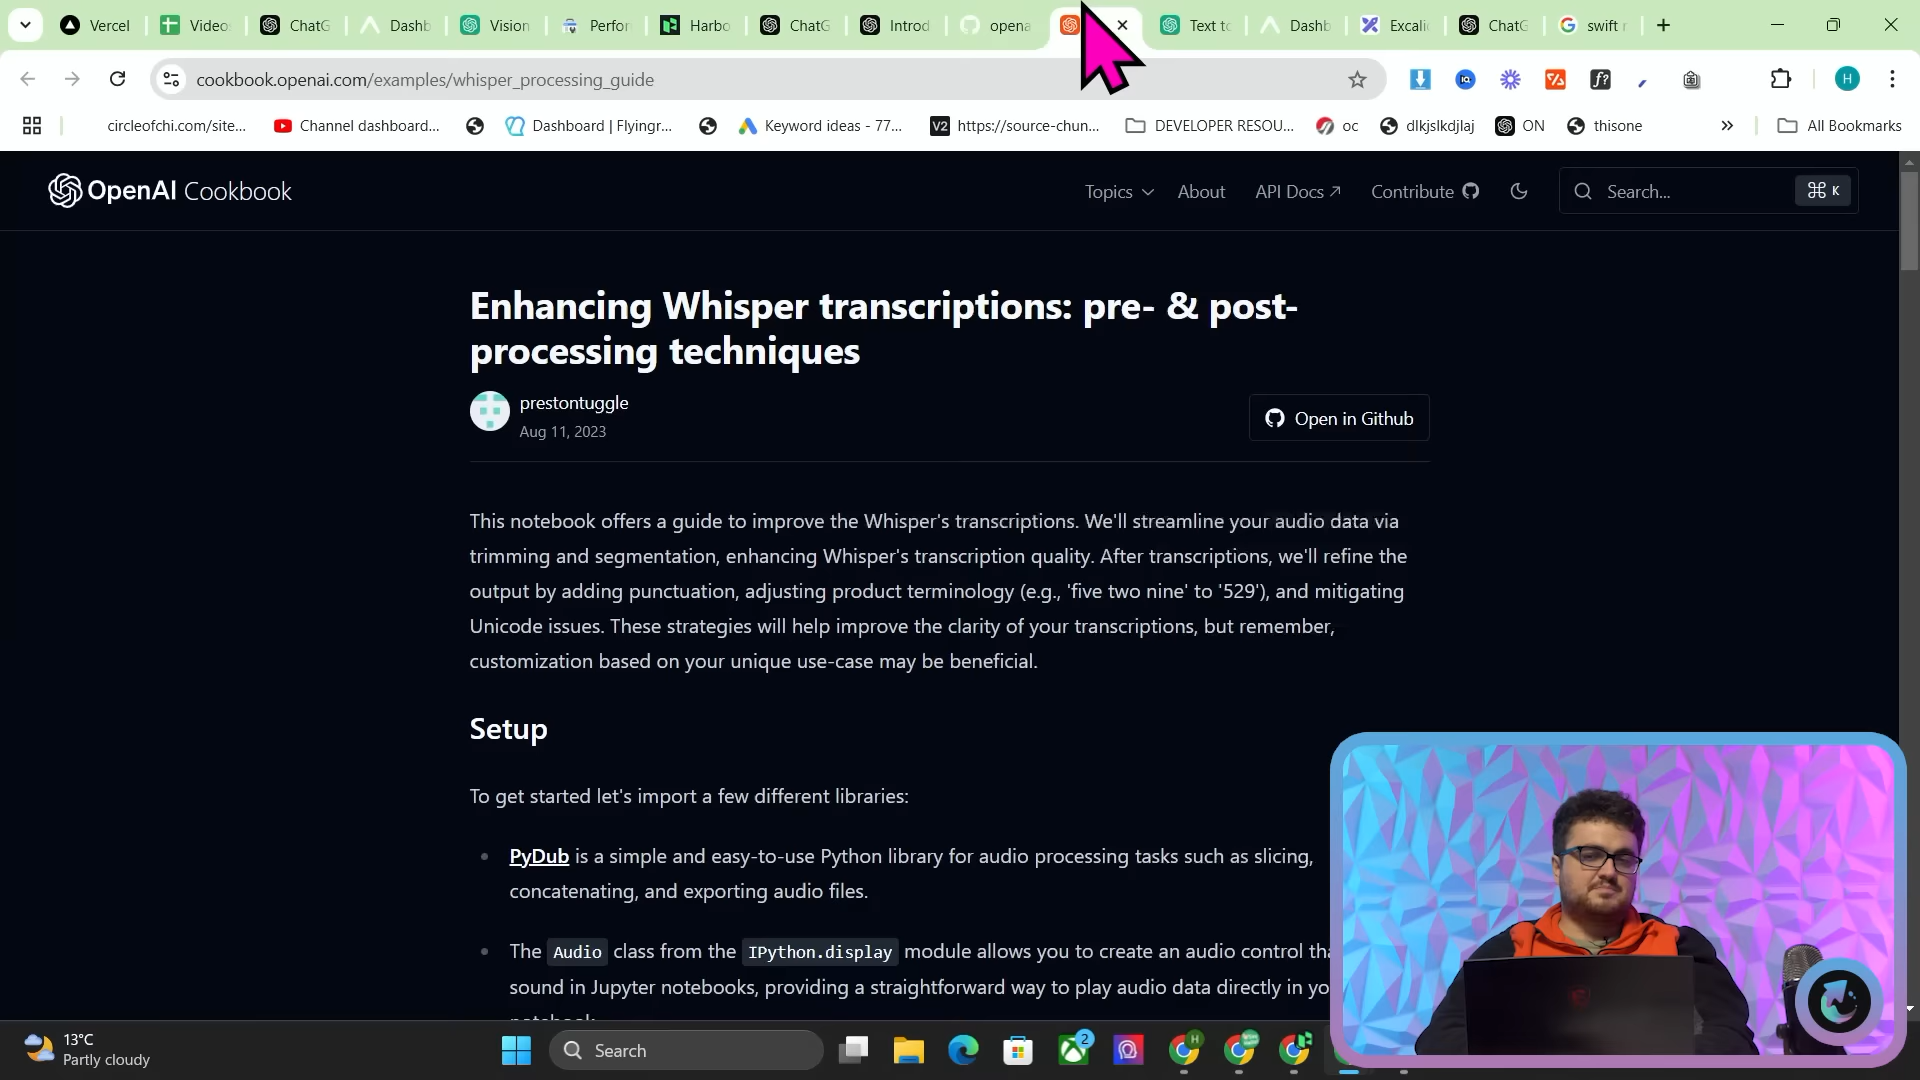 Vercel
Videos
ChatG
Dashb
Vision
Perfor
Harbo
ChatG
Introd
opena
Text to
Dashb
Excali
ChatG
swift r
cookbook.openai.com/examples/whisper_processing_guide
H
circleofchi.com/site...
Channel dashboard...
Dashboard | Flyingr...
Keyword ideas - 77...
V2
https://source-chun...
DEVELOPER RESOU...
oc
dlkjslkdjlaj
ON
thisone
All Bookmarks
OpenAI Cookbook
Topics
About
API Docs
Contribute
Search...
⌘ K
Enhancing Whisper transcriptions: pre- & post-
processing techniques
prestontuggle
Aug 11, 2023
Open in Github
This notebook offers a guide to improve the Whisper's transcriptions. We'll streamline your audio data via
trimming and segmentation, enhancing Whisper's transcription quality. After transcriptions, we'll refine the
output by adding punctuation, adjusting product terminology (e.g., 'five two nine' to '529'), and mitigating
Unicode issues. These strategies will help improve the clarity of your transcriptions, but remember,
customization based on your unique use-case may be beneficial.
Setup
To get started let's import a few different libraries:
PyDub is a simple and easy-to-use Python library for audio processing tasks such as slicing,
concatenating, and exporting audio files.
The Audio class from the IPython.display module allows you to create an audio control tha
sound in Jupyter notebooks, providing a straightforward way to play audio data directly in yo
notebook.
13°C
Partly cloudy
Search
2